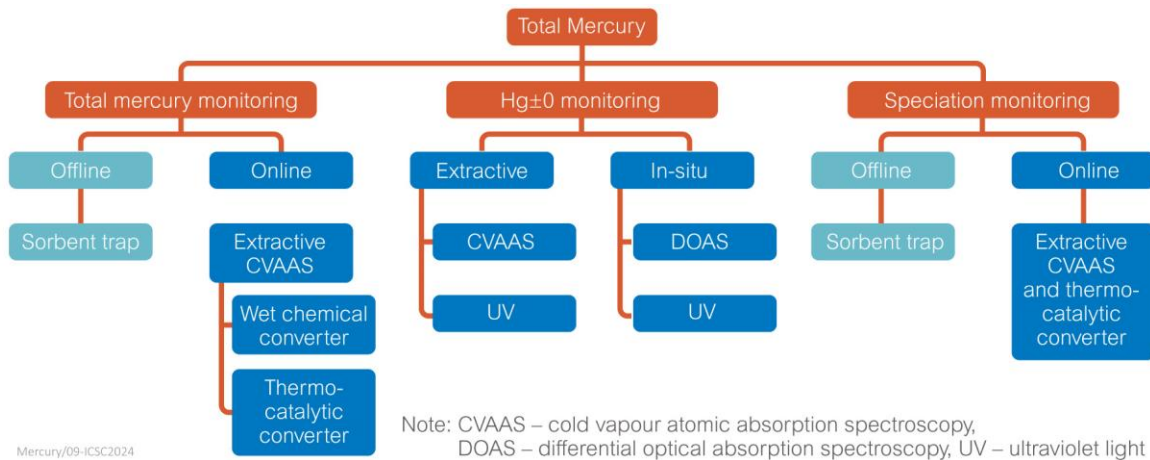 Total Mercury
Total mercury monitoring
Hg±0 monitoring
Speciation monitoring
Offline
Online
Extractive
In-situ
Offline
Online
Sorbent trap
Extractive
CVAAS
Wet chemical
converter
Thermo-
catalytic
converter
CVAAS
UV
DOAS
UV
Sorbent trap
Extractive
CVAAS
and thermo-
catalytic
converter
Note: CVAAS – cold vapour atomic absorption spectroscopy,
DOAS – differential optical absorption spectroscopy, UV – ultraviolet light
Mercury/09-ICSC2024